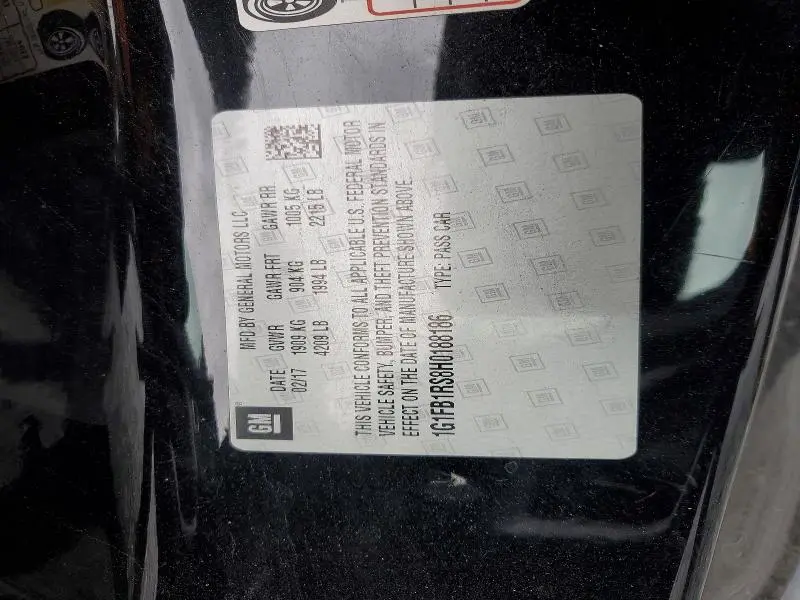 GM
MFD BY GENERAL MOTORS LLC
DATE GVWR GAWR FRT GAWR RR
02/17 1909 KG 904 KG 1005 KG
4209 LB 1994 LB 2215 LB
THIS VEHICLE CONFORMS TO ALL APPLICABLE U.S. FEDERAL MOTOR
VEHICLE SAFETY, BUMPER, AND THEFT PREVENTION STANDARDS IN
EFFECT ON THE DATE OF MANUFACTURE SHOWN ABOVE.
1G1FB1RS8H0188186 TYPE: PASS CAR